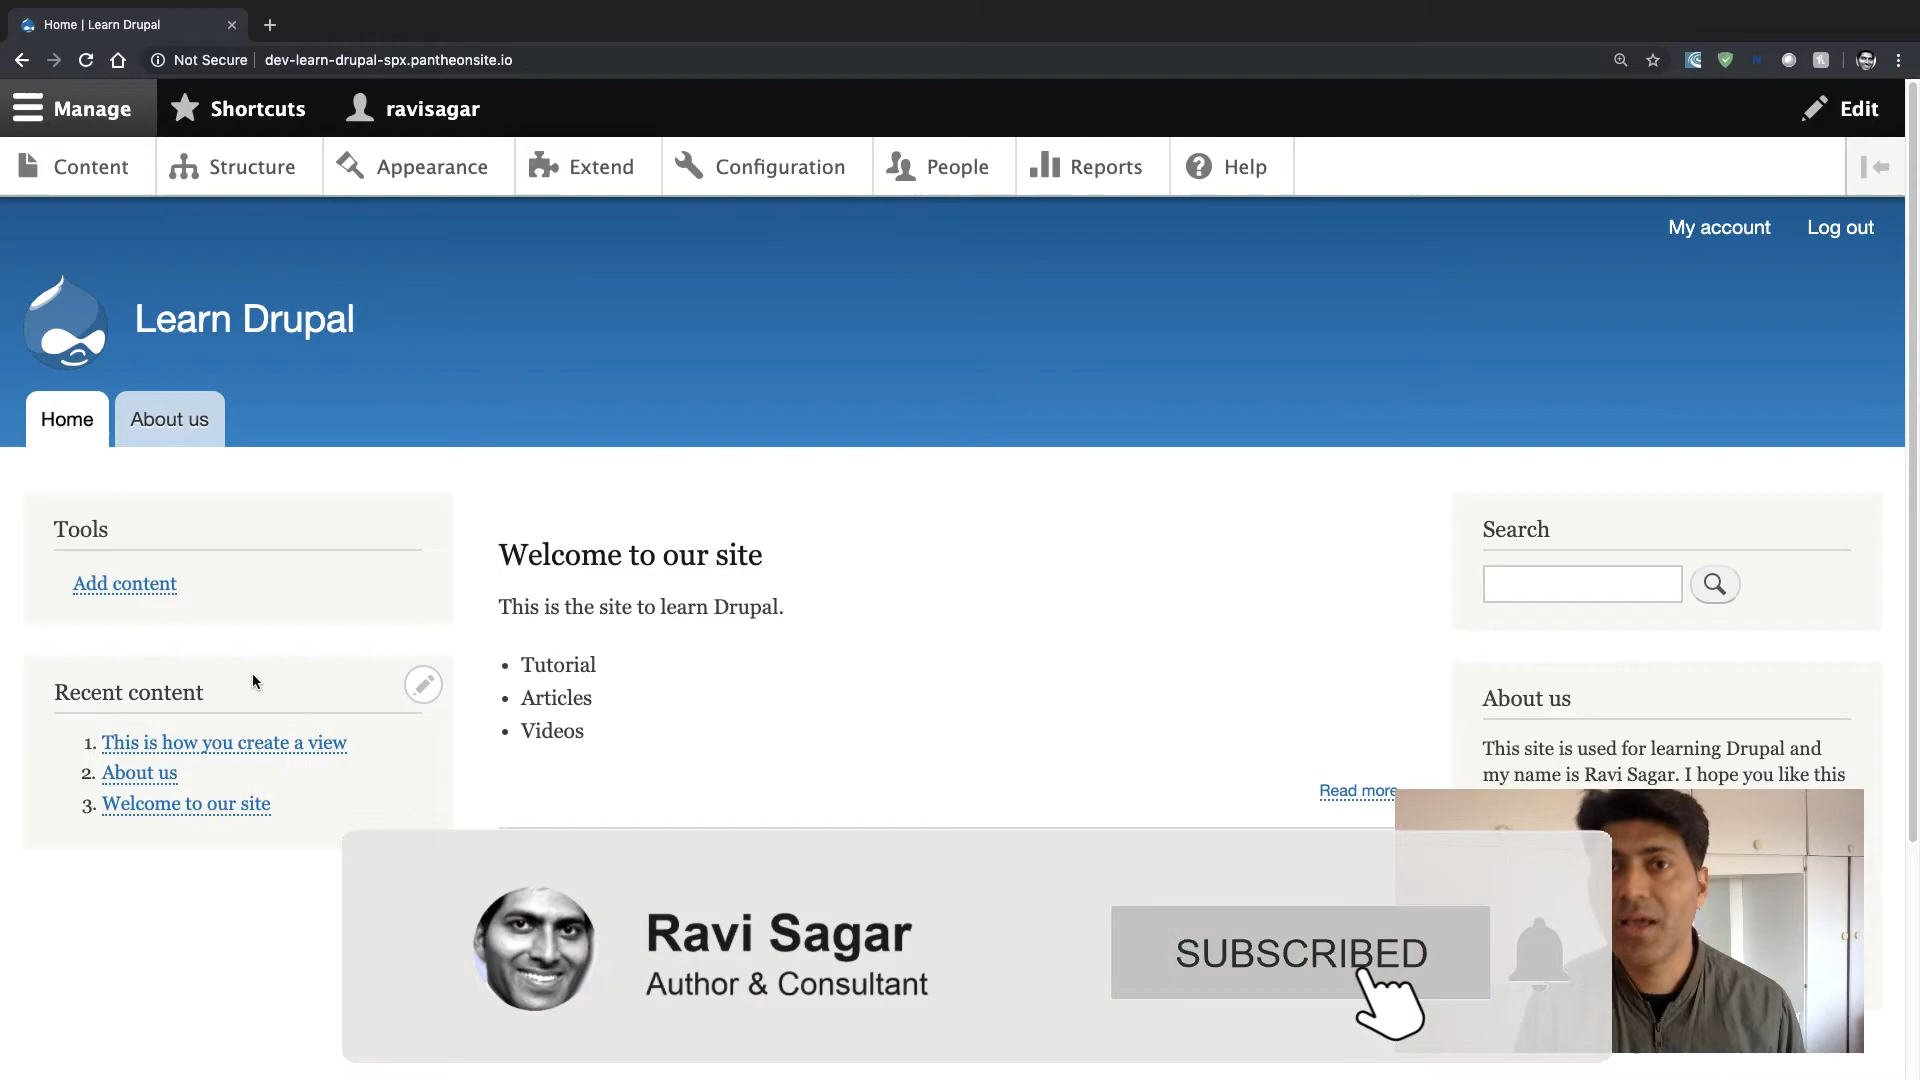 Home | Learn Drupal
Not Secure
dev-learn-drupal-spx.pantheonsite.io
Manage
Shortcuts
ravisagar
Edit
Content
Structure
Appearance
Extend
Configuration
People
Reports
Help
My account
Log out
Learn Drupal
Home
About us
Tools
Add content
Recent content
1. This is how you create a view
2. About us
3. Welcome to our site
Welcome to our site
This is the site to learn Drupal.
• Tutorial
• Articles
• Videos
Read more
Search
About us
This site is used for learning Drupal and
my name is Ravi Sagar. I hope you like this
Ravi Sagar
Author & Consultant
SUBSCRIBED